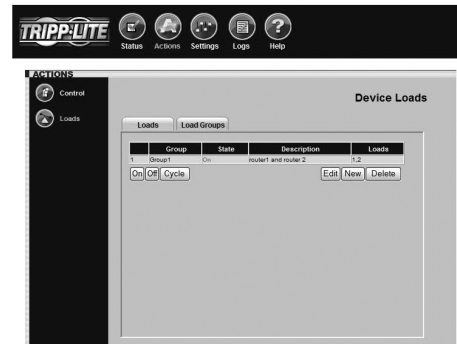 TRIPP·LITE
Status Actions Settings Logs Help
ACTIONS
Control
Loads
Device Loads
Loads Load Groups
Group State Description Loads
1 Group1 On router1 and router 2 1,2
On Off Cycle Edit New Delete